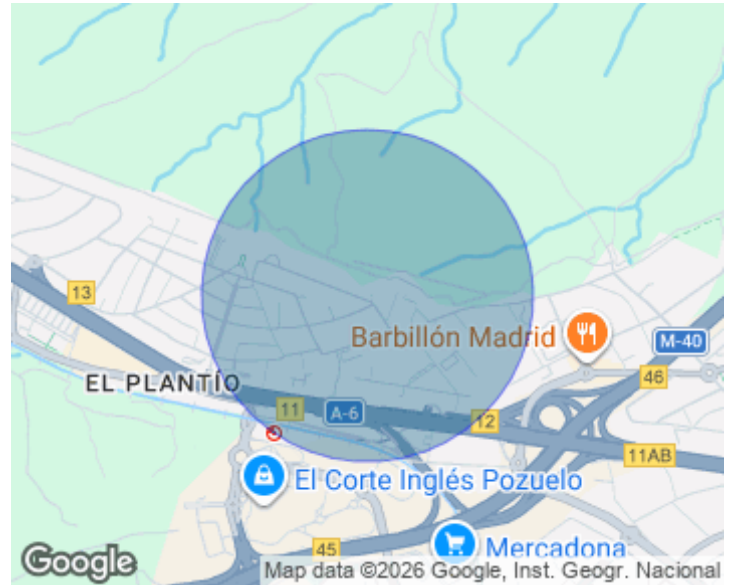 13
Barbillón Madrid
M-40
46
EL PLANTÍO
11
A-6
12
11AB
El Corte Inglés Pozuelo
45
Mercadona
Google
Map data ©2026 Google, Inst. Geogr. Nacional